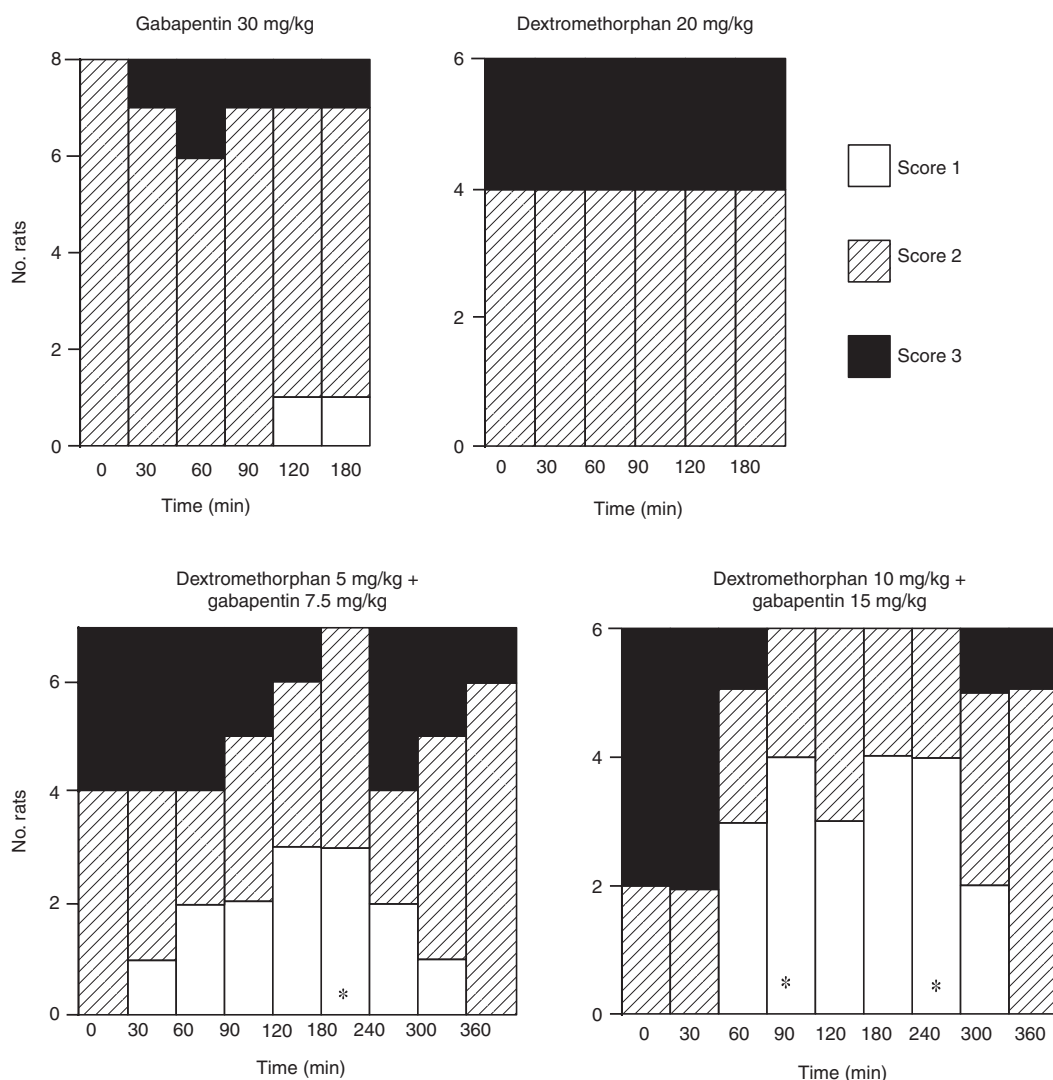 Gabapentin 30 mg/kg
Dextromethorphan 20 mg/kg
8
6
4
2
0
No. rats
0 30 60 90 120 180
Time (min)
6
4
2
0
0 30 60 90 120 180
Time (min)
Score 1
Score 2
Score 3
Dextromethorphan 5 mg/kg +
gabapentin 7.5 mg/kg
6
4
2
0
No. rats
*
0 30 60 90 120 180 240 300 360
Time (min)
Dextromethorphan 10 mg/kg +
gabapentin 15 mg/kg
6
4
2
0
* *
0 30 60 90 120 180 240 300 360
Time (min)